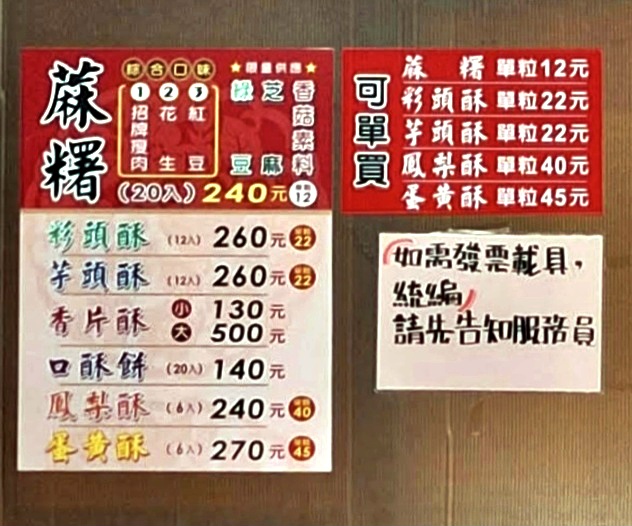 蔴糬
綜合口味
①招牌瘦肉
②花生
③紅豆
★限量供應★
綠豆
芝麻
香菇素料
(20入) 240元 單粒12
彩頭酥 (12入) 260元 單粒22
芋頭酥 (12入) 260元 單粒22
香片酥 小 130元
大 500元
口酥餅 (20入) 140元
鳳梨酥 (6入) 240元 單粒40
蛋黃酥 (6入) 270元 單粒45
可單買
蔴糬 單粒12元
彩頭酥 單粒22元
芋頭酥 單粒22元
鳳梨酥 單粒40元
蛋黃酥 單粒45元
(如需發票載具,
統編)
請先告知服務員